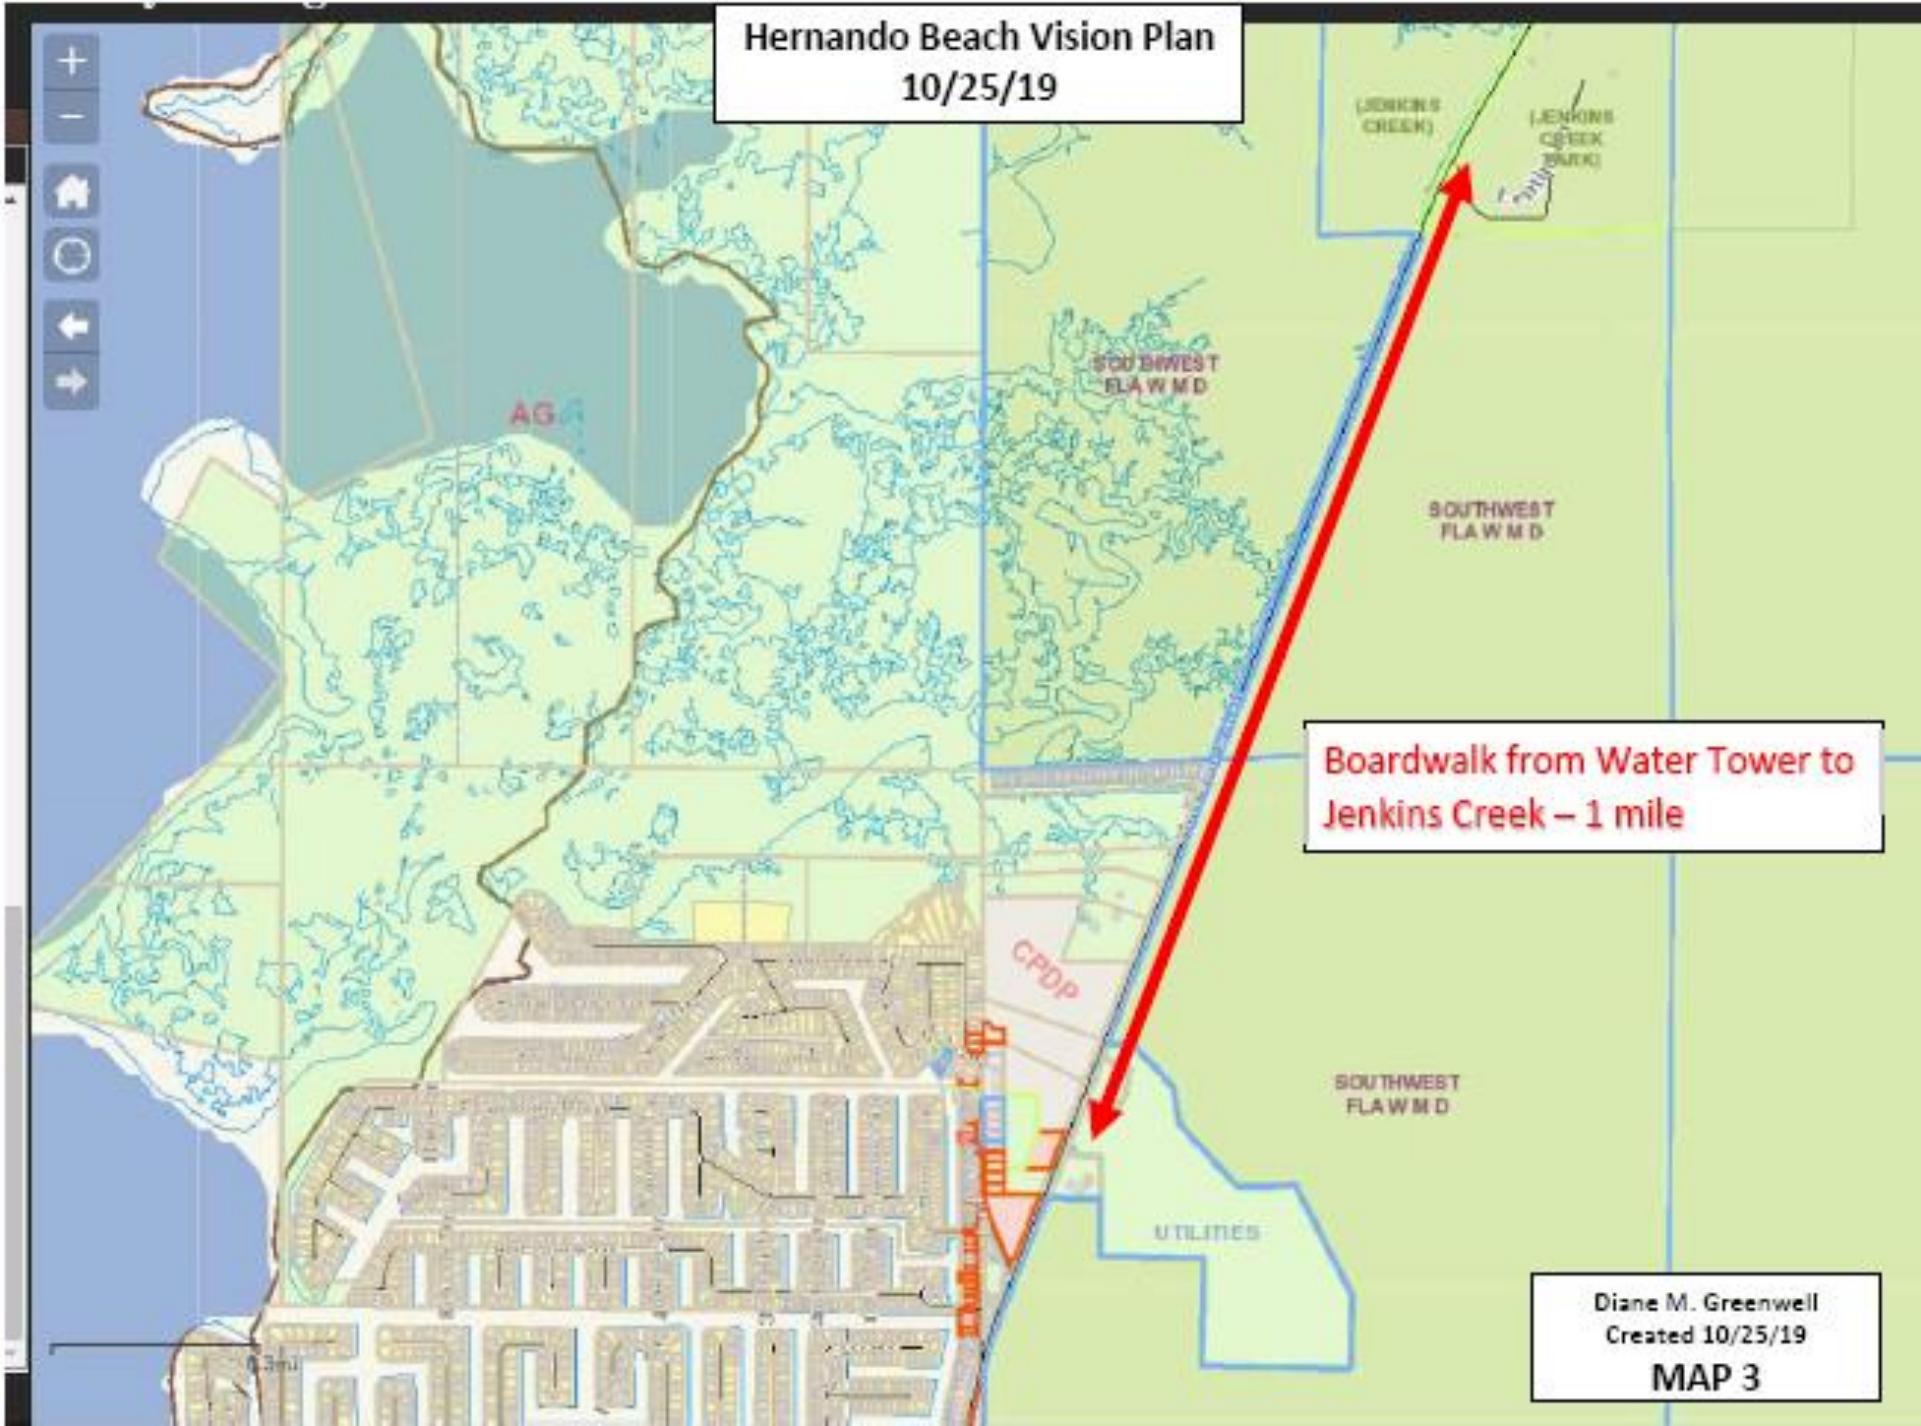 Hernando Beach Vision Plan
10/25/19
(JENKINS
CREEK)
(JENKINS
CREEK
PARK)
SOUTHWEST
FLA W M D
AG
SOUTHWEST
FLA W M D
Boardwalk from Water Tower to
Jenkins Creek – 1 mile
CPDP
SOUTHWEST
FLA W M D
UTILITIES
Diane M. Greenwell
Created 10/25/19
MAP 3
0.3mi